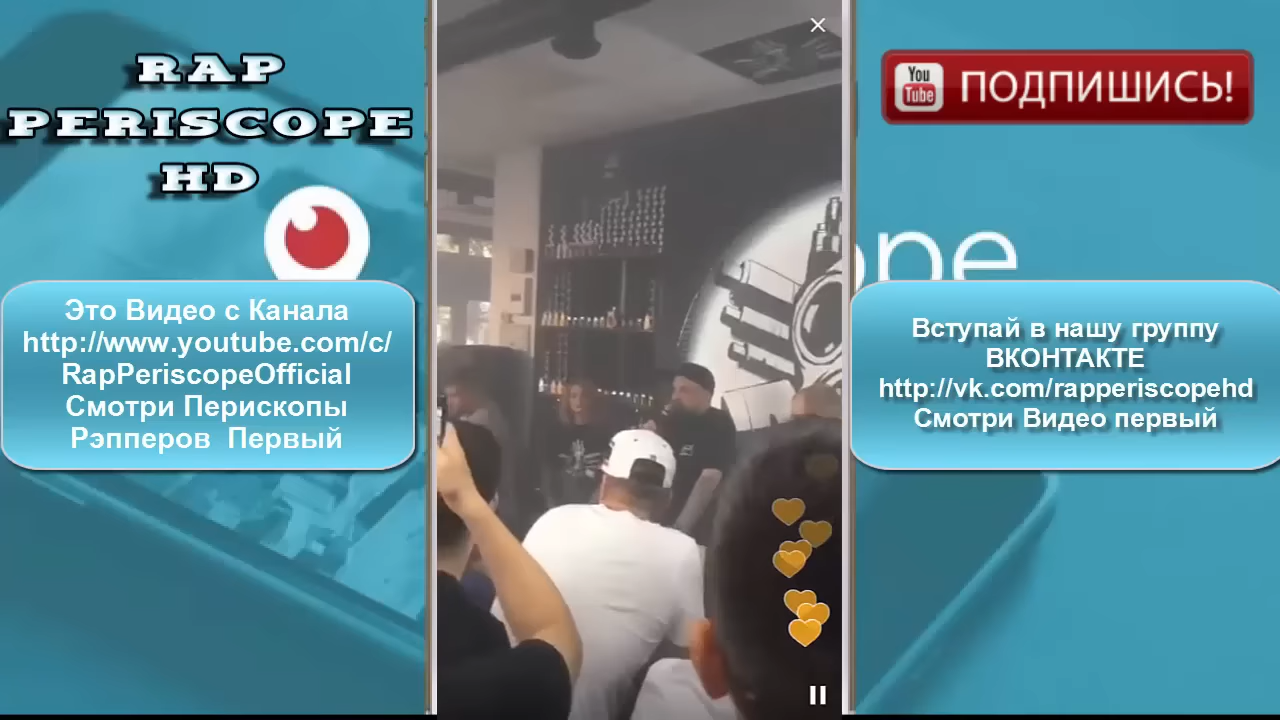 RAP
PERISCOPE
HD
Это Видео с Канала
http://www.youtube.com/c/
RapPeriscopeOfficial
Смотри Перископы
Рэпперов Первый
You
Tube
ПОДПИШИСЬ!
ope
Вступай в нашу группу
ВКОНТАКТЕ
http://vk.com/rapperiscopehd
Смотри Видео первый